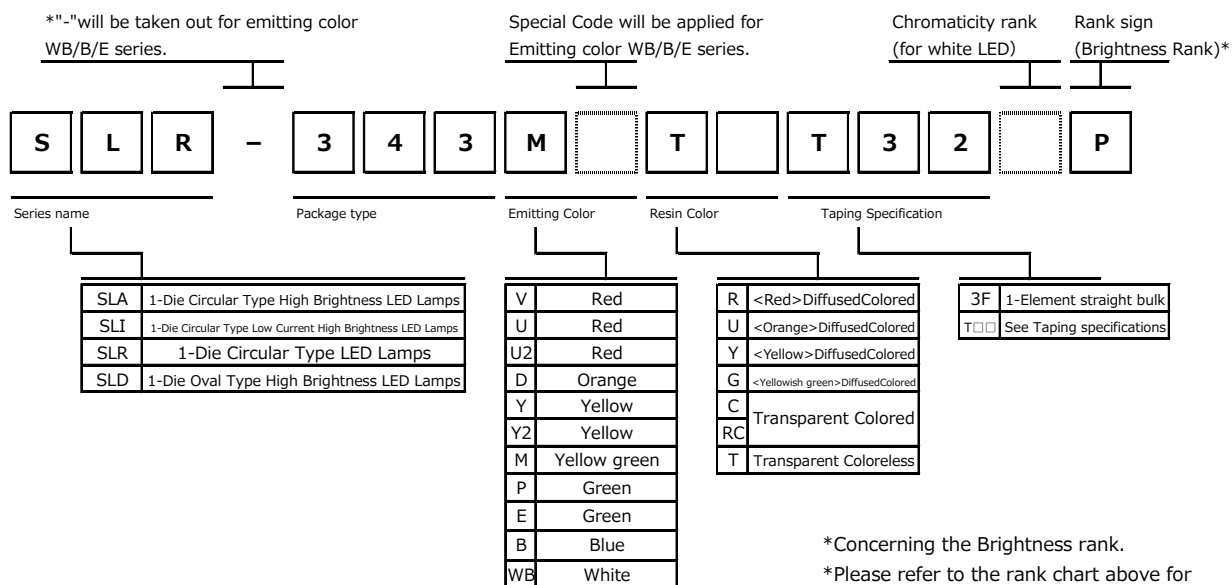 *"-"will be taken out for emitting color
WB/B/E series.
Special Code will be applied for
Emitting color WB/B/E series.
Chromaticity rank
(for white LED)
Rank sign
(Brightness Rank)*
S L R – 3 4 3 M T T 3 2 P
Series name
Package type
Emitting Color
Resin Color
Taping Specification
SLA 1-Die Circular Type High Brightness LED Lamps
SLI 1-Die Circular Type Low Current High Brightness LED Lamps
SLR 1-Die Circular Type LED Lamps
SLD 1-Die Oval Type High Brightness LED Lamps
V Red
U Red
U2 Red
D Orange
Y Yellow
Y2 Yellow
M Yellow green
P Green
E Green
B Blue
WB White
R <Red>DiffusedColored
U <Orange>DiffusedColored
Y <Yellow>DiffusedColored
G <Yellowish green>DiffusedColored
C
Transparent Colored
RC
T Transparent Coloreless
3F 1-Element straight bulk
T□□ See Taping specifications
*Concerning the Brightness rank.
*Please refer to the rank chart above for